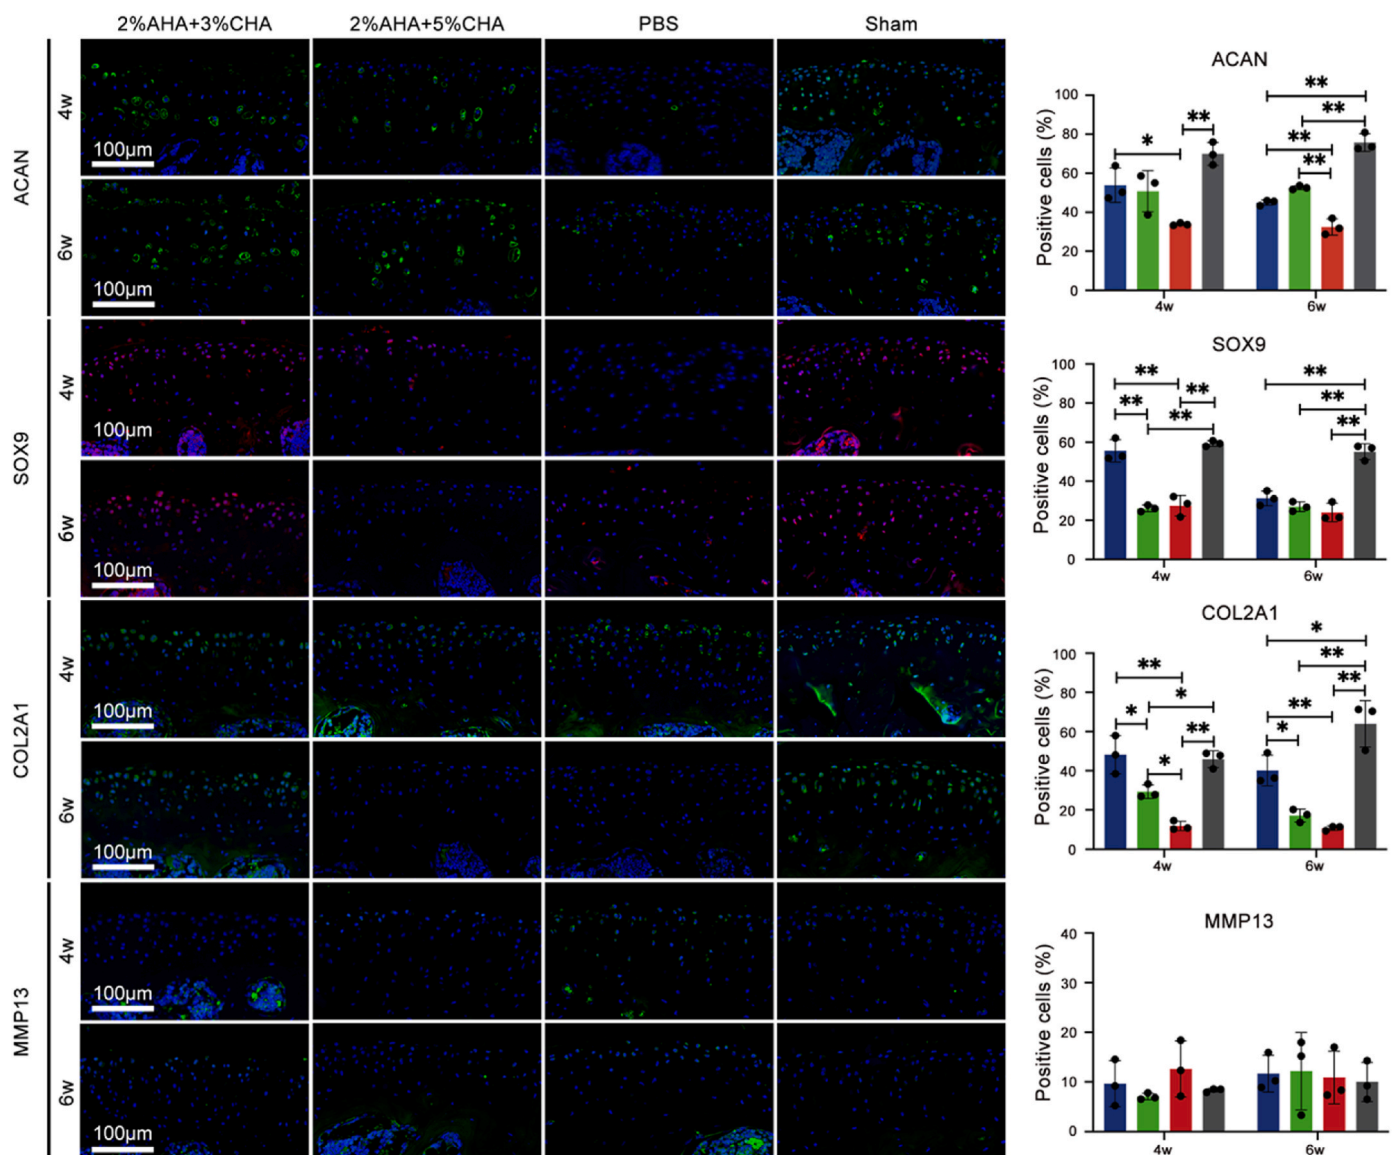 2%AHA+3%CHA 2%AHA+5%CHA PBS Sham
ACAN
4w
100μm
6w
100μm
SOX9
4w
100μm
6w
100μm
COL2A1
4w
100μm
6w
100μm
MMP13
4w
100μm
6w
100μm
ACAN
Positive cells (%)
100
80
60
40
20
0
* ** ** ** ** **
4w 6w
SOX9
Positive cells (%)
100
80
60
40
20
0
** ** ** ** ** ** **
4w 6w
COL2A1
Positive cells (%)
100
80
60
40
20
0
** * * ** * * ** ** ** *
4w 6w
MMP13
Positive cells (%)
40
30
20
10
0
4w 6w